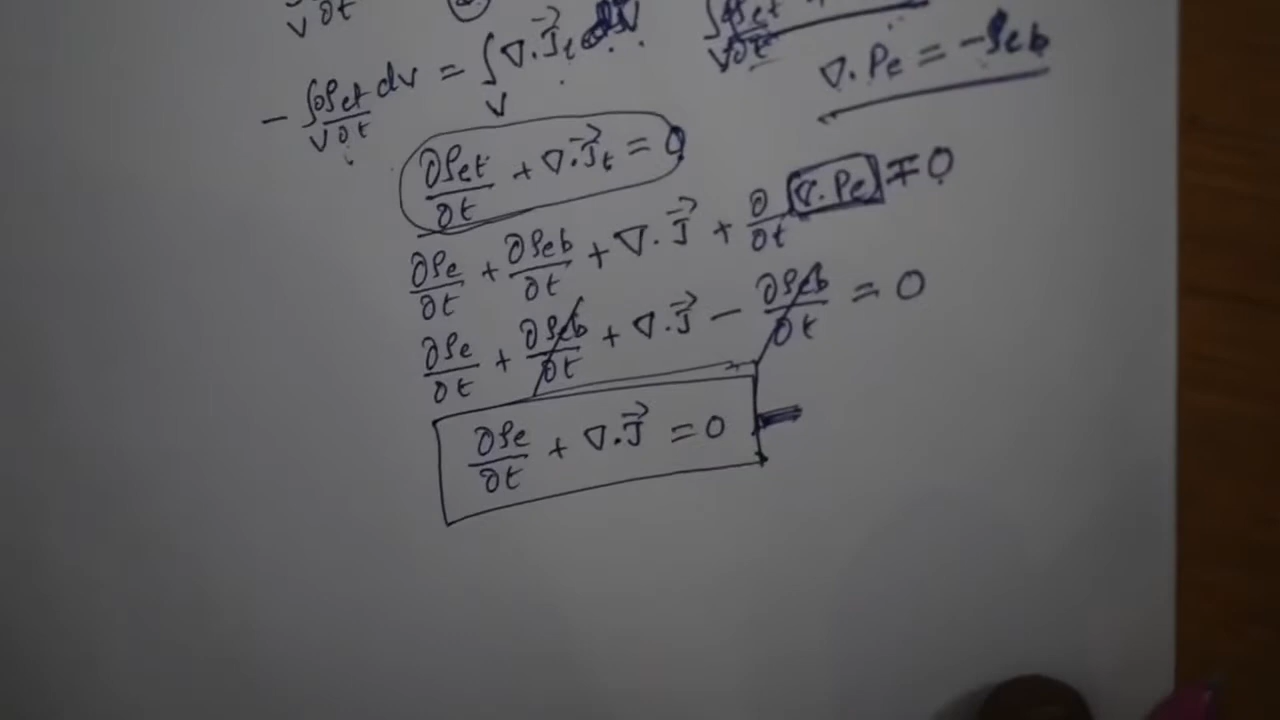 ∂t
∇.Pe = -ρeb
- ∫v ∂ρet/∂t dv = ∫v ∇.J⃗t dV
∂ρet/∂t + ∇.J⃗t = 0
∂ρe/∂t + ∂ρeb/∂t + ∇.J⃗ + ∂/∂t ∇.Pe = 0
∂ρe/∂t + ∂ρeb/∂t + ∇.J⃗ - ∂ρeb/∂t = 0
∂ρe/∂t + ∇.J⃗ = 0